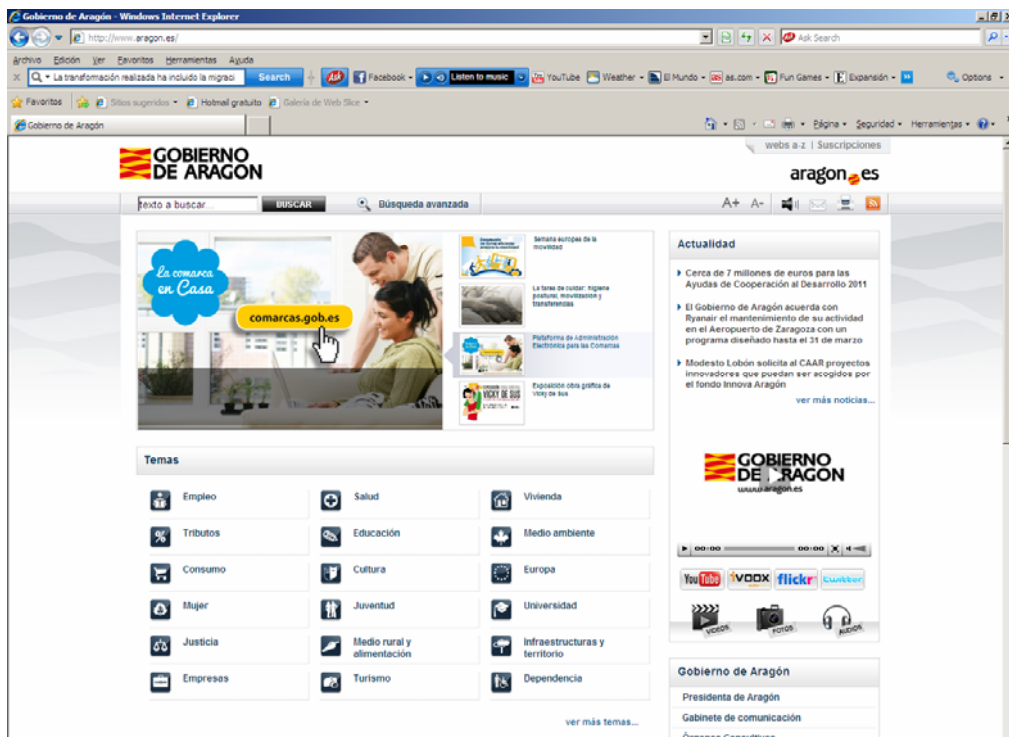 Gobierno de Aragón - Windows Internet Explorer
http://www.aragon.es/
Ask Search
Archivo Edición Ver Favoritos Herramientas Ayuda
La transformación realizada ha incluido la migraci Search Ask Facebook Listen to music YouTube Weather El Mundo as.com Fun Games Expansión Options
Favoritos Sitios sugeridos Hotmail gratuito Galería de Web Slice
Gobierno de Aragón
Página Seguridad Herramientas
webs a-z | Suscripciones
GOBIERNO
DE ARAGON
aragon.es
texto a buscar... BUSCAR Búsqueda avanzada
A+ A-
La comarca
en Casa
comarcas.gob.es
Semana europea de la
movilidad
La tarea de cuidar: higiene
postural, movilización y
transferencias
Plataforma de Administración
Electrónica para las Comarcas
VICKY DE SUS
Exposición obra gráfica de
Vicky de Sus
Actualidad
Cerca de 7 millones de euros para las
Ayudas de Cooperación al Desarrollo 2011
El Gobierno de Aragón acuerda con
Ryanair el mantenimiento de su actividad
en el Aeropuerto de Zaragoza con un
programa diseñado hasta el 31 de marzo
Modesto Lobón solicita al CAAR proyectos
innovadores que puedan ser acogidos por
el fondo Innova Aragón
ver más noticias...
GOBIERNO
DE ARAGON
www.aragon.es
00:00 00:00
YouTube iVOOX flickr twitter
VIDEOS FOTOS AUDIOS
Temas
Empleo Salud Vivienda
Tributos Educación Medio ambiente
Consumo Cultura Europa
Mujer Juventud Universidad
Justicia Medio rural y
alimentación Infraestructuras y
territorio
Empresas Turismo Dependencia
ver más temas...
Gobierno de Aragón
Presidenta de Aragón
Gabinete de comunicación
Órganos Consultivos